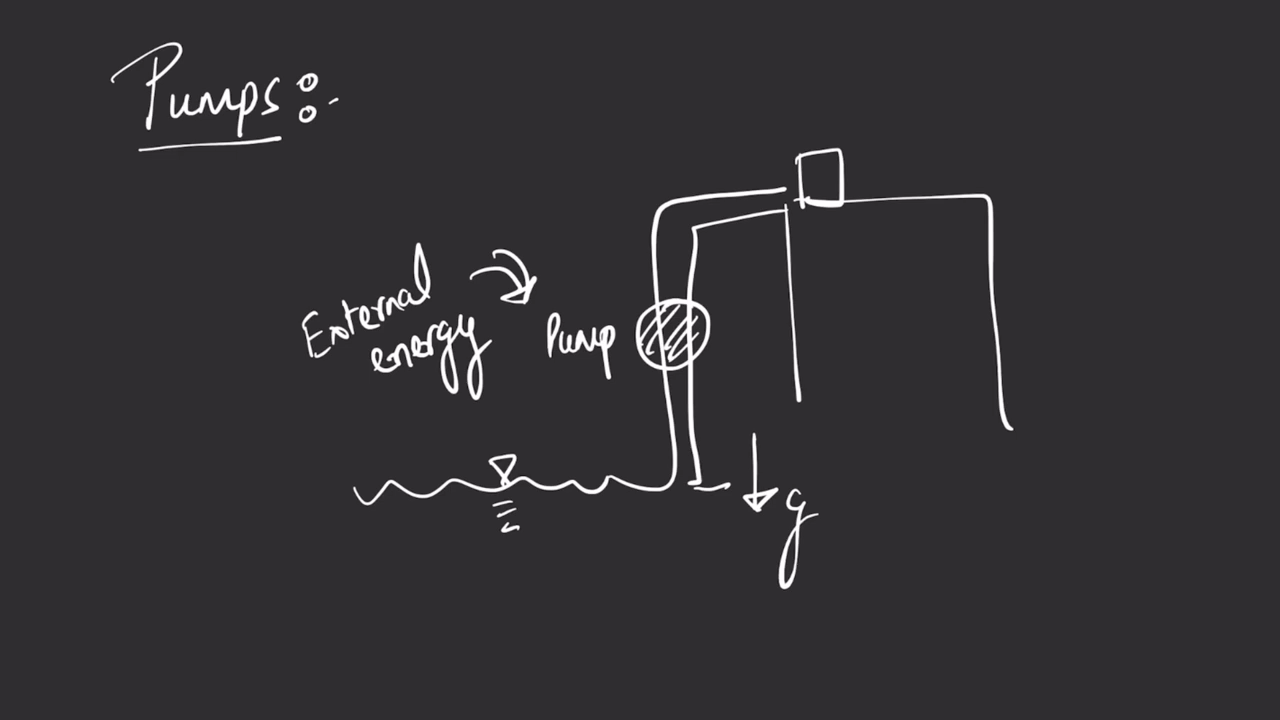 Pumps :-
External
energy
Pump
g